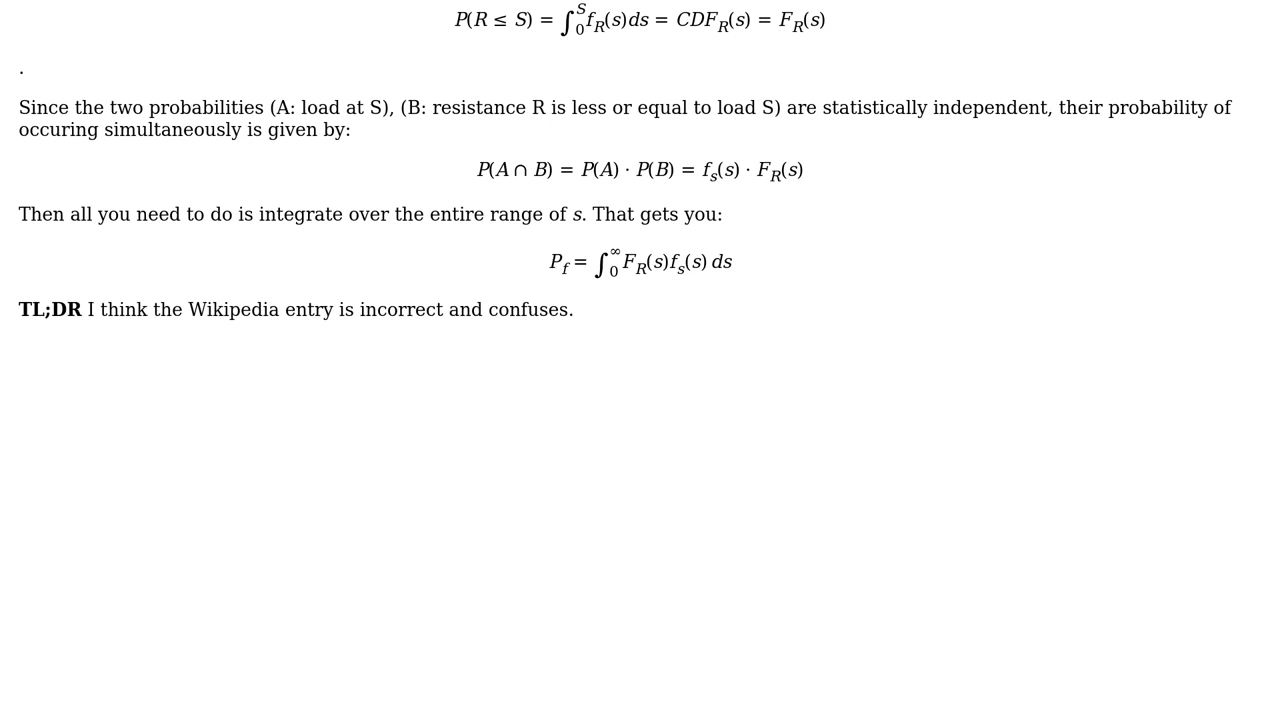 P(R ≤ S) = ∫₀ˢ f_R(s)ds = CDF_R(s) = F_R(s)
.
Since the two probabilities (A: load at S), (B: resistance R is less or equal to load S) are statistically independent, their probability of
occuring simultaneously is given by:
P(A ∩ B) = P(A) · P(B) = f_s(s) · F_R(s)
Then all you need to do is integrate over the entire range of s. That gets you:
P_f = ∫₀^∞ F_R(s)f_s(s) ds
TL;DR I think the Wikipedia entry is incorrect and confuses.